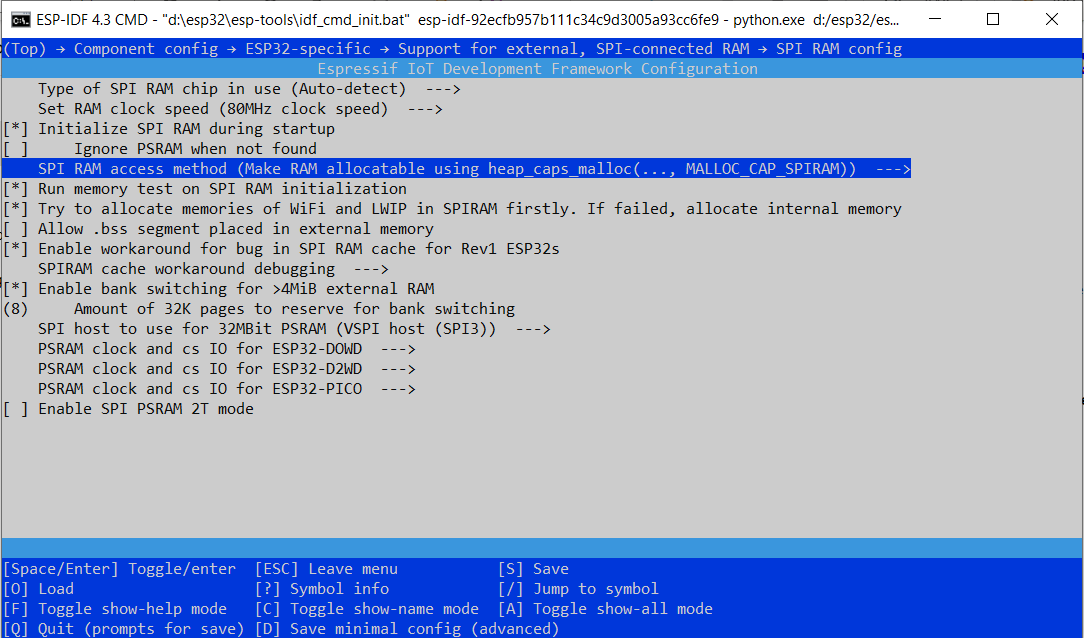 ESP-IDF 4.3 CMD - "d:\esp32\esp-tools\idf_cmd_init.bat"  esp-idf-92ecfb957b111c34c9d3005a93cc6fe9 - python.exe  d:/esp32/es...
(Top) → Component config → ESP32-specific → Support for external, SPI-connected RAM → SPI RAM config
Espressif IoT Development Framework Configuration
Type of SPI RAM chip in use (Auto-detect)  --->
Set RAM clock speed (80MHz clock speed)  --->
[*] Initialize SPI RAM during startup
[ ]     Ignore PSRAM when not found
SPI RAM access method (Make RAM allocatable using heap_caps_malloc(..., MALLOC_CAP_SPIRAM))  --->
[*] Run memory test on SPI RAM initialization
[*] Try to allocate memories of WiFi and LWIP in SPIRAM firstly. If failed, allocate internal memory
[ ] Allow .bss segment placed in external memory
[*] Enable workaround for bug in SPI RAM cache for Rev1 ESP32s
SPIRAM cache workaround debugging  --->
[*] Enable bank switching for >4MiB external RAM
(8)     Amount of 32K pages to reserve for bank switching
SPI host to use for 32MBit PSRAM (VSPI host (SPI3))  --->
PSRAM clock and cs IO for ESP32-DOWD  --->
PSRAM clock and cs IO for ESP32-D2WD  --->
PSRAM clock and cs IO for ESP32-PICO  --->
[ ] Enable SPI PSRAM 2T mode
[Space/Enter] Toggle/enter  [ESC] Leave menu           [S] Save
[O] Load                    [?] Symbol info            [/] Jump to symbol
[F] Toggle show-help mode   [C] Toggle show-name mode  [A] Toggle show-all mode
[Q] Quit (prompts for save) [D] Save minimal config (advanced)